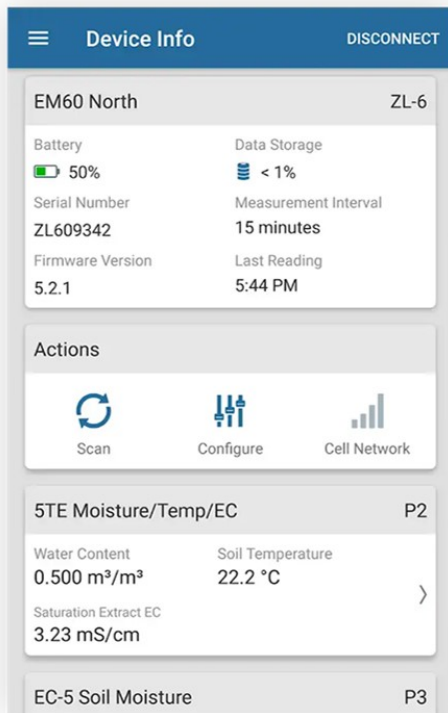 Device Info DISCONNECT
EM60 North ZL-6
Battery Data Storage
50% < 1%
Serial Number Measurement Interval
ZL609342 15 minutes
Firmware Version Last Reading
5.2.1 5:44 PM
Actions
Scan Configure Cell Network
5TE Moisture/Temp/EC P2
Water Content Soil Temperature
0.500 m³/m³ 22.2 °C
Saturation Extract EC
3.23 mS/cm
EC-5 Soil Moisture P3